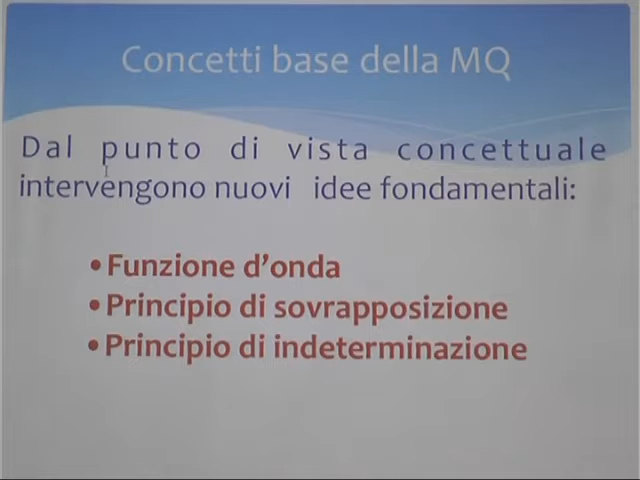 Concetti base della MQ
Dal punto di vista concettuale
intervengono nuovi idee fondamentali:
•Funzione d'onda
•Principio di sovrapposizione
•Principio di indeterminazione